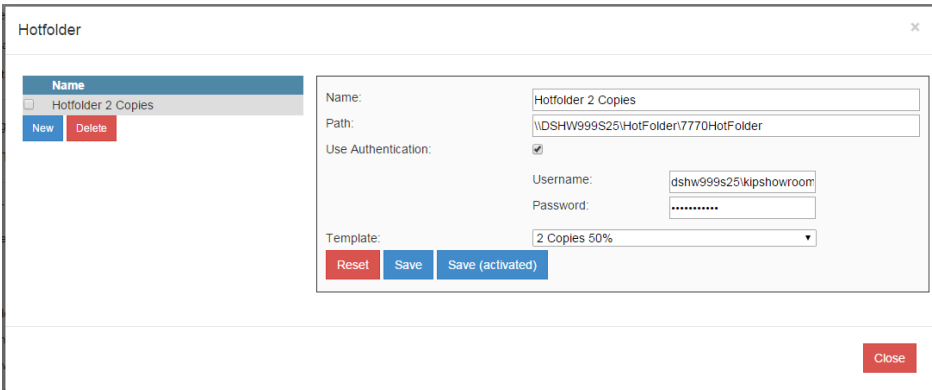 Hotfolder
×
Name
Hotfolder 2 Copies
New Delete
Name: Hotfolder 2 Copies
Path: \\DSHW999S25\HotFolder\7770HotFolder
Use Authentication:
Username: dshw999s25\kipshowroom
Password: •••••••••••
Template: 2 Copies 50%
Reset Save Save (activated)
Close